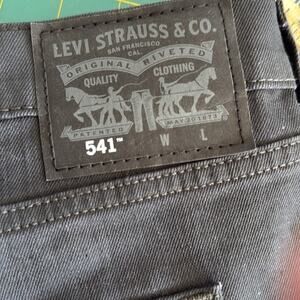 LEVI STRAUSS & CO.
SAN FRANCISCO
CAL.
ORIGINAL RIVETED
QUALITY CLOTHING
PATENTED MAY 20 1873
541™ W L